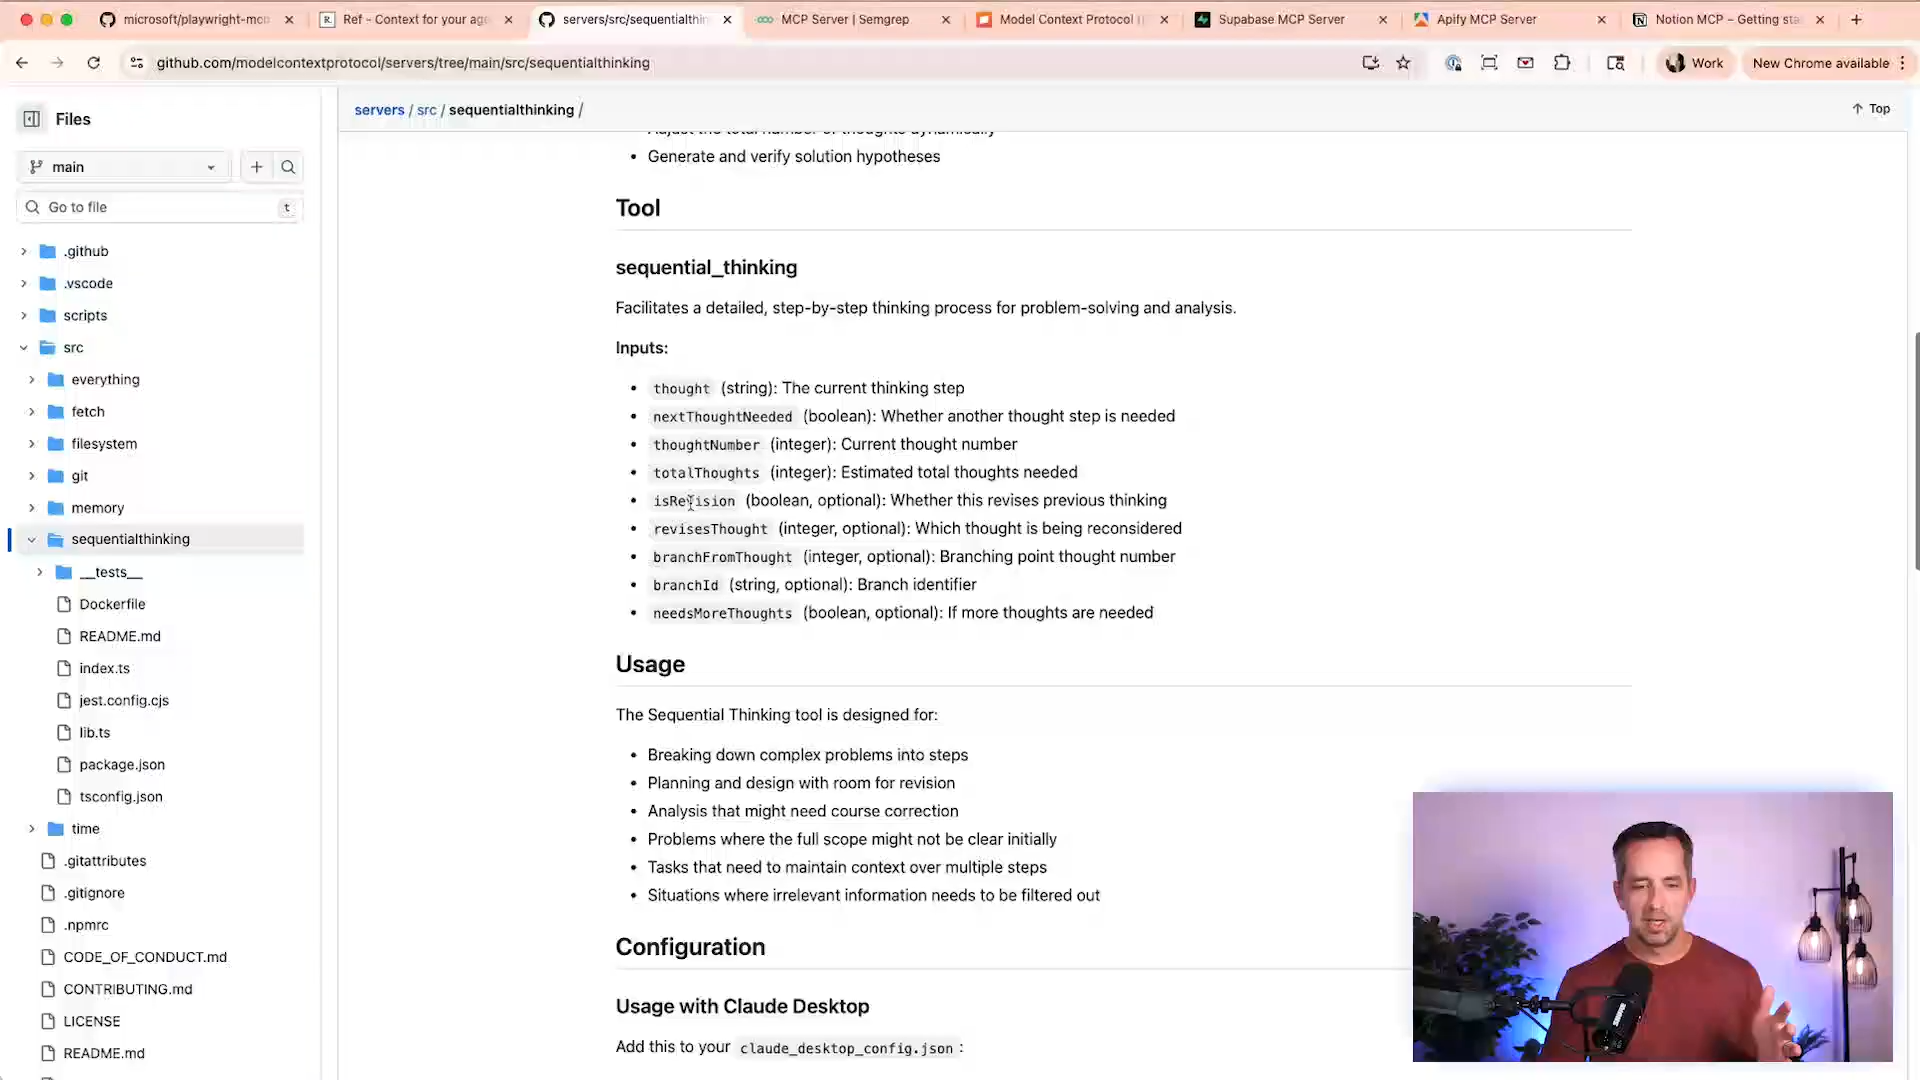 microsoft/playwright-mc
Ref - Context for your age
servers/src/sequentialthin
MCP Server | Semgrep
Model Context Protocol
Supabase MCP Server
Apify MCP Server
Notion MCP – Getting sta
github.com/modelcontextprotocol/servers/tree/main/src/sequentialthinking
Work
New Chrome available
Files
servers / src / sequentialthinking /
Top
main
Go to file
t
.github
.vscode
scripts
src
everything
fetch
filesystem
git
memory
sequentialthinking
__tests__
Dockerfile
README.md
index.ts
jest.config.cjs
lib.ts
package.json
tsconfig.json
time
.gitattributes
.gitignore
.npmrc
CODE_OF_CONDUCT.md
CONTRIBUTING.md
LICENSE
README.md
• Adjust the total number of thoughts dynamically
• Generate and verify solution hypotheses
Tool
sequential_thinking
Facilitates a detailed, step-by-step thinking process for problem-solving and analysis.
Inputs:
• thought (string): The current thinking step
• nextThoughtNeeded (boolean): Whether another thought step is needed
• thoughtNumber (integer): Current thought number
• totalThoughts (integer): Estimated total thoughts needed
• isRevision (boolean, optional): Whether this revises previous thinking
• revisesThought (integer, optional): Which thought is being reconsidered
• branchFromThought (integer, optional): Branching point thought number
• branchId (string, optional): Branch identifier
• needsMoreThoughts (boolean, optional): If more thoughts are needed
Usage
The Sequential Thinking tool is designed for:
• Breaking down complex problems into steps
• Planning and design with room for revision
• Analysis that might need course correction
• Problems where the full scope might not be clear initially
• Tasks that need to maintain context over multiple steps
• Situations where irrelevant information needs to be filtered out
Configuration
Usage with Claude Desktop
Add this to your claude_desktop_config.json :